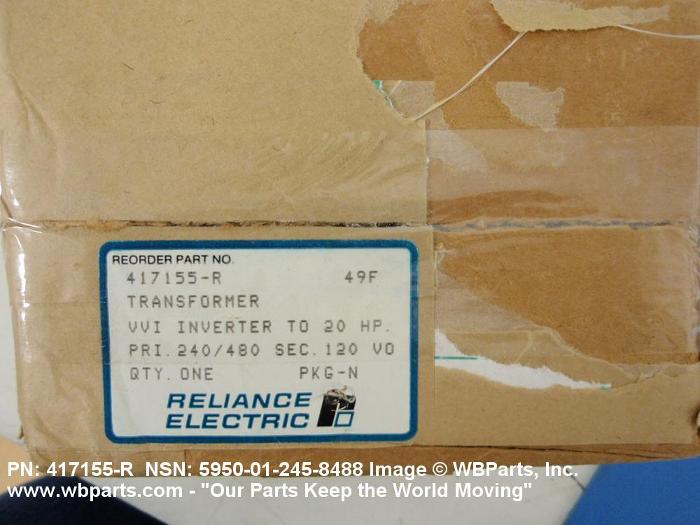 REORDER PART NO.
417155-R 49F
TRANSFORMER
VVI INVERTER TO 20 HP.
PRI.240/480 SEC.120 VO
QTY.ONE PKG-N
RELIANCE
ELECTRIC
PN: 417155-R NSN: 5950-01-245-8488 Image © WBParts, Inc.
www.wbparts.com - "Our Parts Keep the World Moving"